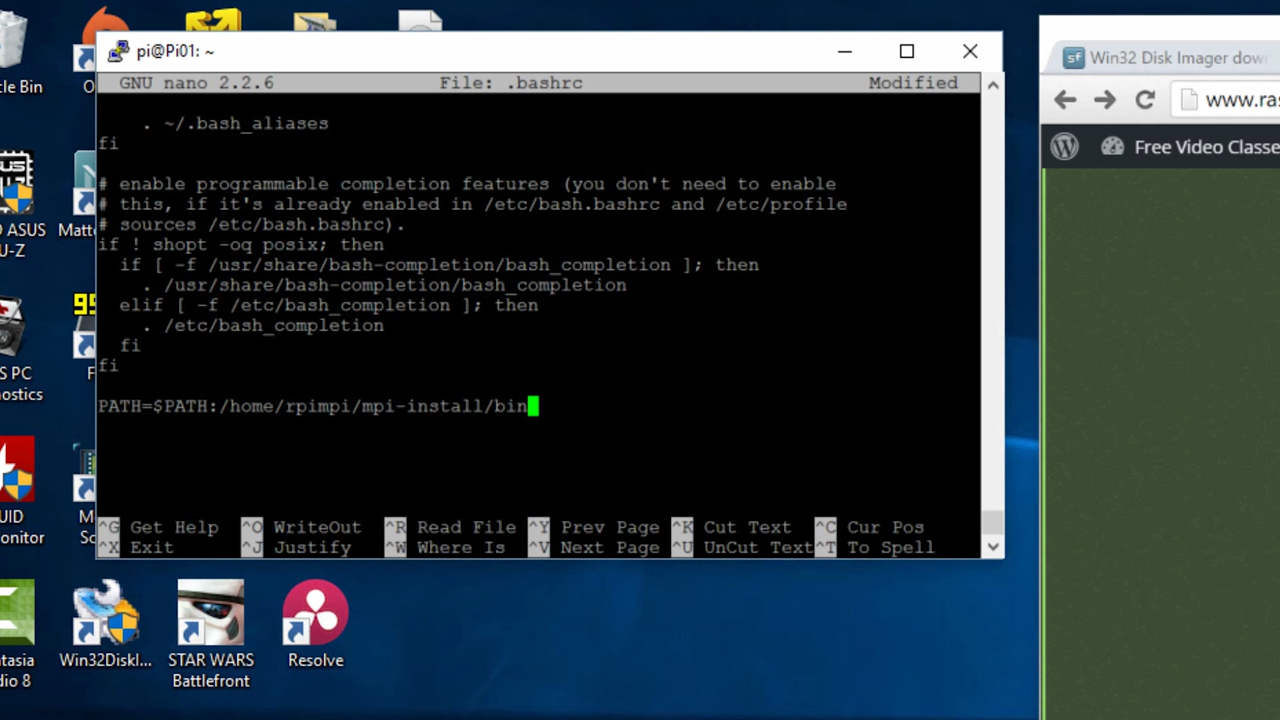 pi@Pi01: ~
GNU nano 2.2.6 File: .bashrc Modified
. ~/.bash_aliases
fi
# enable programmable completion features (you don't need to enable
# this, if it's already enabled in /etc/bash.bashrc and /etc/profile
# sources /etc/bash.bashrc).
if ! shopt -oq posix; then
if [ -f /usr/share/bash-completion/bash_completion ]; then
. /usr/share/bash-completion/bash_completion
elif [ -f /etc/bash_completion ]; then
. /etc/bash_completion
fi
fi
PATH=$PATH:/home/rpimpi/mpi-install/bin
^G Get Help ^O WriteOut ^R Read File ^Y Prev Page ^K Cut Text ^C Cur Pos
^X Exit ^J Justify ^W Where Is ^V Next Page ^U UnCut Text ^T To Spell
Win32 Disk Imager dow
www.ras
Free Video Classe
cle Bin
O
ASUS
U-Z
Matte
99
S PC
nostics
F
UID
onitor
M
Sc
tasia
dio 8
Win32DiskI...
STAR WARS
Battlefront
Resolve